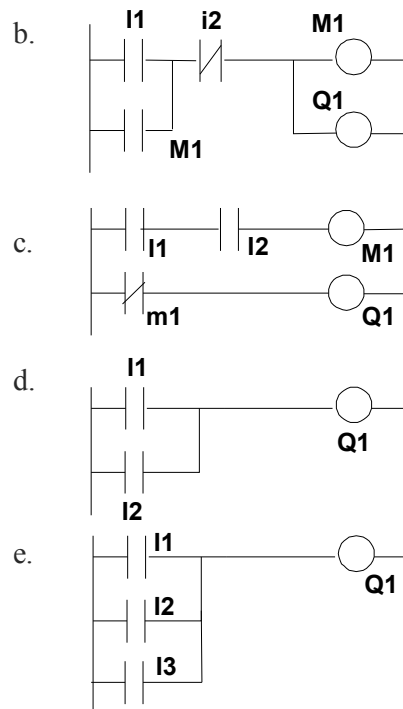 b. I1 i2 M1
Q1
M1
c.
I1 I2 M1
m1 Q1
d. I1
Q1
I2
e. I1
Q1
I2
I3